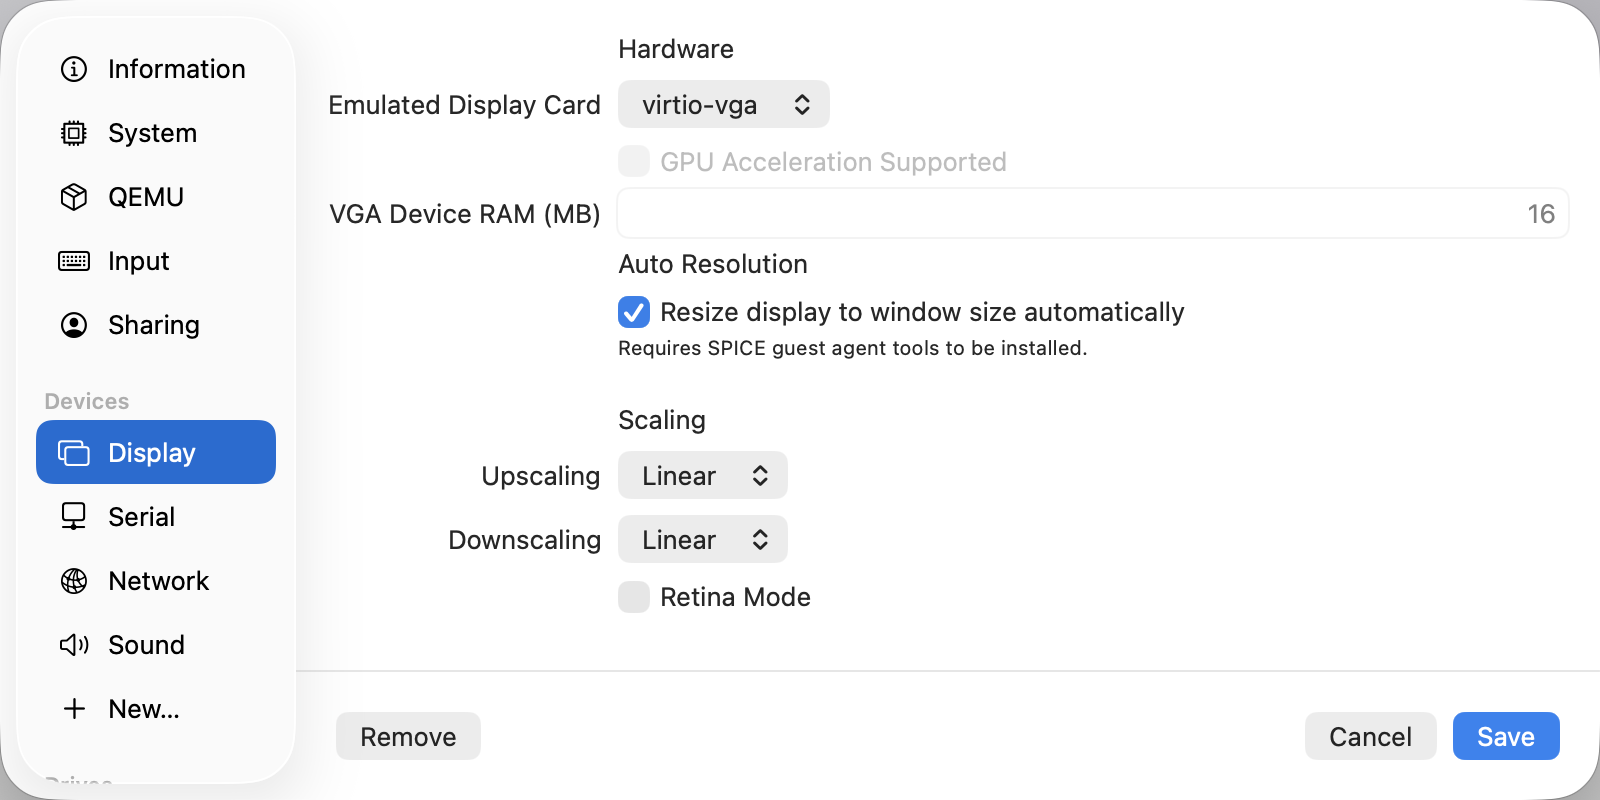 Information
System
QEMU
Input
Sharing
Devices
Display
Serial
Network
Sound
New...
Drives
Hardware
Emulated Display Card virtio-vga
GPU Acceleration Supported
VGA Device RAM (MB) 16
Auto Resolution
Resize display to window size automatically
Requires SPICE guest agent tools to be installed.
Scaling
Upscaling Linear
Downscaling Linear
Retina Mode
Remove Cancel Save